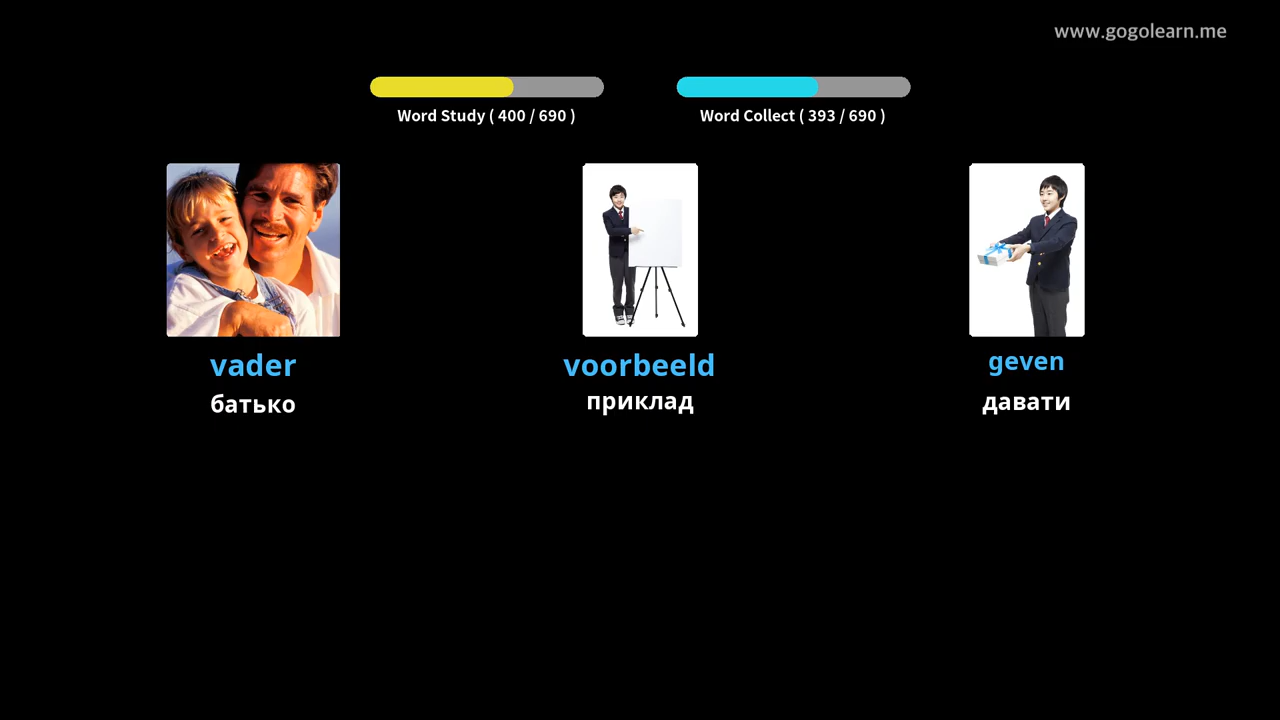 www.gogolearn.me
Word Study ( 400 / 690 )
Word Collect ( 393 / 690 )
vader
батько
voorbeeld
приклад
geven
давати